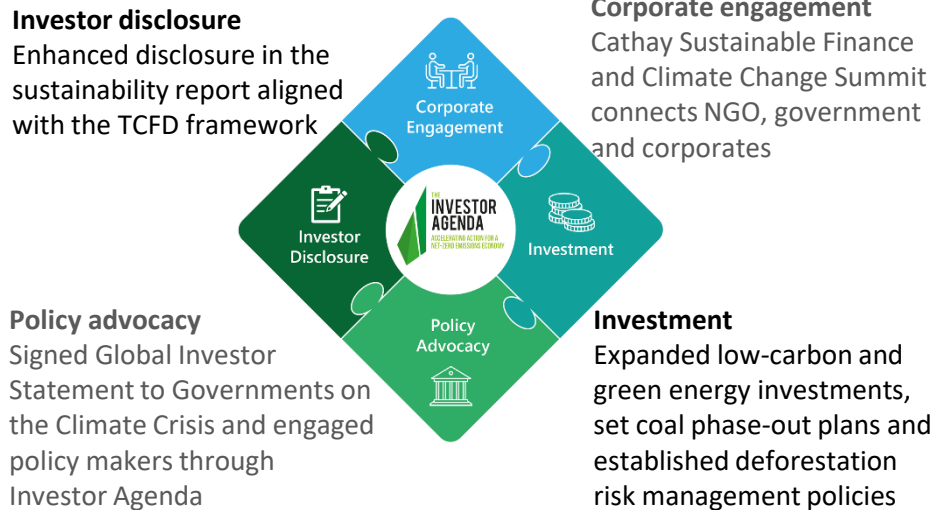 Investor disclosure
Enhanced disclosure in the
sustainability report aligned
with the TCFD framework
Corporate engagement
Cathay Sustainable Finance
and Climate Change Summit
connects NGO, government
and corporates
Corporate
Engagement
Investor
Disclosure
THE
INVESTOR
AGENDA
ACCELERATING ACTION FOR A
NET-ZERO EMISSIONS ECONOMY
Investment
Policy
Advocacy
Policy advocacy
Signed Global Investor
Statement to Governments on
the Climate Crisis and engaged
policy makers through
Investor Agenda
Investment
Expanded low-carbon and
green energy investments,
set coal phase-out plans and
established deforestation
risk management policies